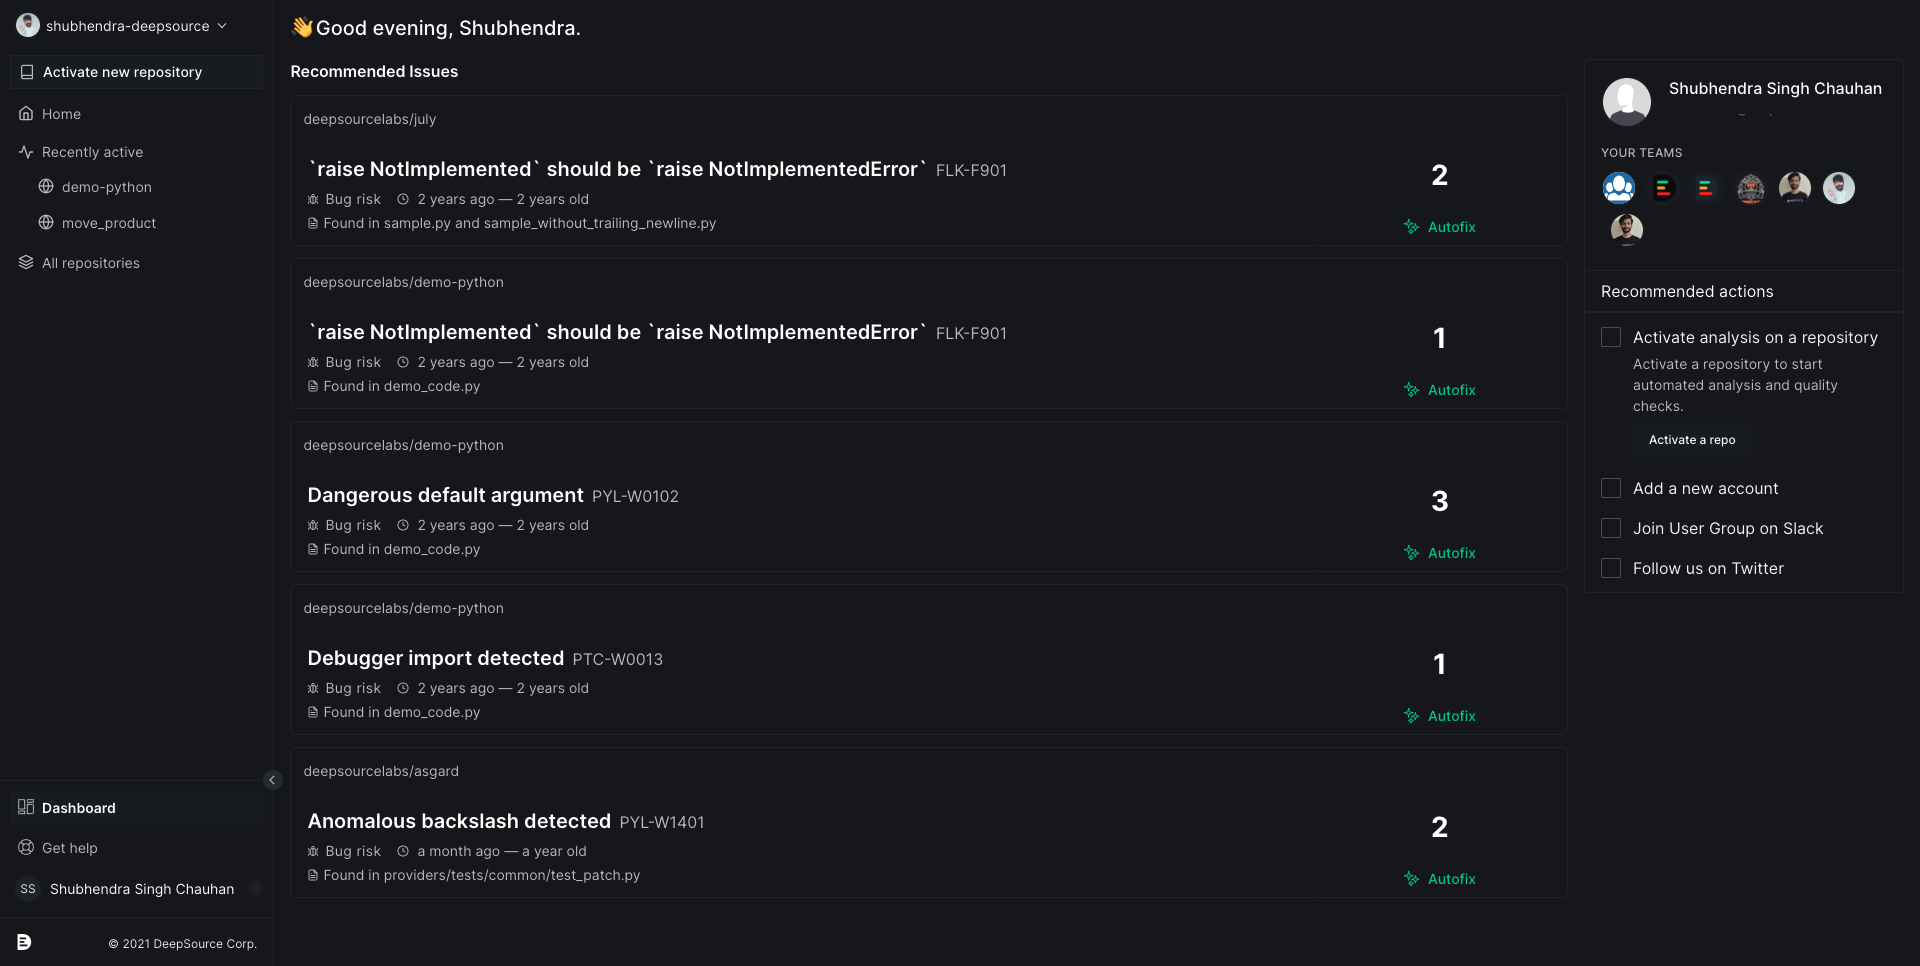 shubhendra-deepsource
Activate new repository
Home
Recently active
demo-python
move_product
All repositories
Dashboard
Get help
SS Shubhendra Singh Chauhan
© 2021 DeepSource Corp.
👋Good evening, Shubhendra.
Recommended Issues
deepsourcelabs/july
`raise NotImplemented` should be `raise NotImplementedError` FLK-F901
Bug risk 2 years ago — 2 years old
Found in sample.py and sample_without_trailing_newline.py
2
Autofix
deepsourcelabs/demo-python
`raise NotImplemented` should be `raise NotImplementedError` FLK-F901
Bug risk 2 years ago — 2 years old
Found in demo_code.py
1
Autofix
deepsourcelabs/demo-python
Dangerous default argument PYL-W0102
Bug risk 2 years ago — 2 years old
Found in demo_code.py
3
Autofix
deepsourcelabs/demo-python
Debugger import detected PTC-W0013
Bug risk 2 years ago — 2 years old
Found in demo_code.py
1
Autofix
deepsourcelabs/asgard
Anomalous backslash detected PYL-W1401
Bug risk a month ago — a year old
Found in providers/tests/common/test_patch.py
2
Autofix
Shubhendra Singh Chauhan
YOUR TEAMS
Recommended actions
Activate analysis on a repository
Activate a repository to start
automated analysis and quality
checks.
Activate a repo
Add a new account
Join User Group on Slack
Follow us on Twitter